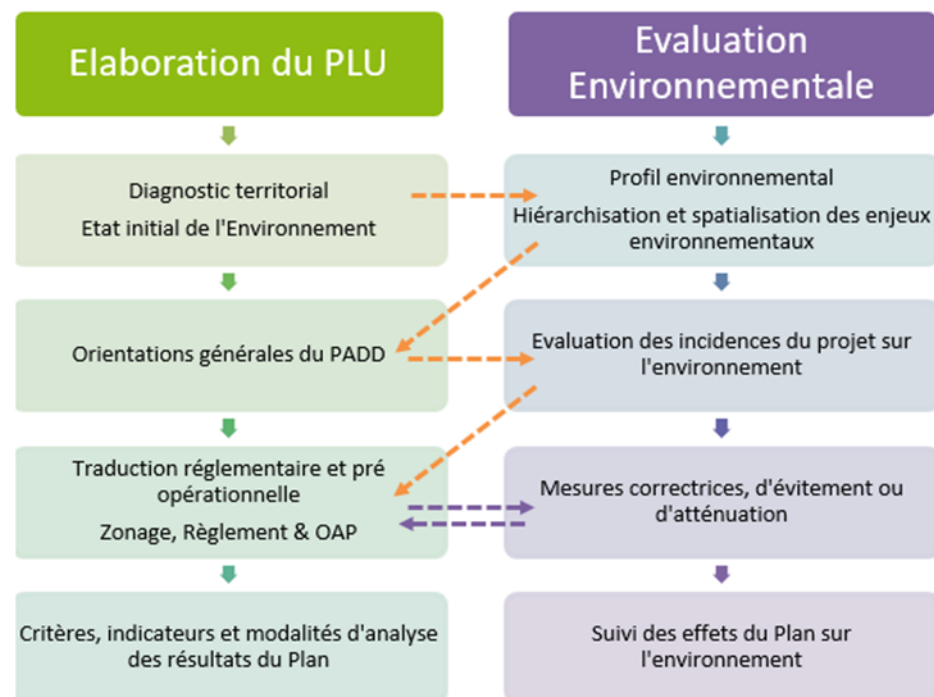 Elaboration du PLU
Evaluation
Environnementale
Diagnostic territorial
Etat initial de l'Environnement
Profil environnemental
Hiérarchisation et spatialisation des enjeux
environnementaux
Orientations générales du PADD
Evaluation des incidences du projet sur
l'environnement
Traduction réglementaire et pré
opérationnelle
Zonage, Règlement & OAP
Mesures correctrices, d'évitement ou
d'atténuation
Critères, indicateurs et modalités d'analyse
des résultats du Plan
Suivi des effets du Plan sur
l'environnement